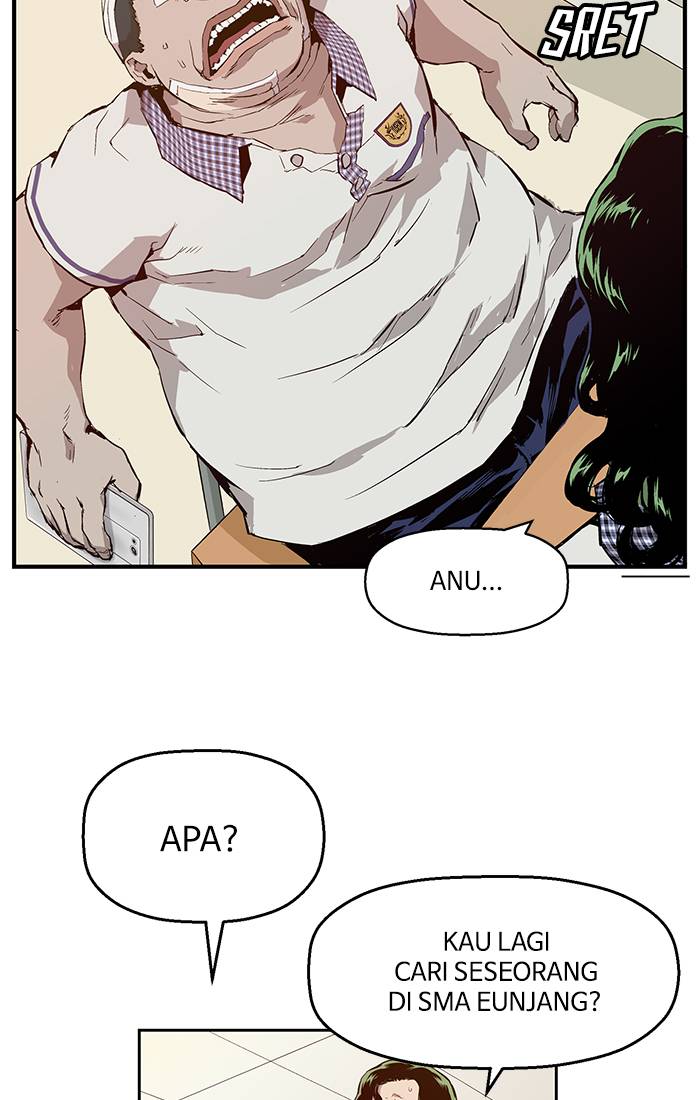 SRET
ANU...
APA?
KAU LAGI
CARI SESEORANG
DI SMA EUNJANG?